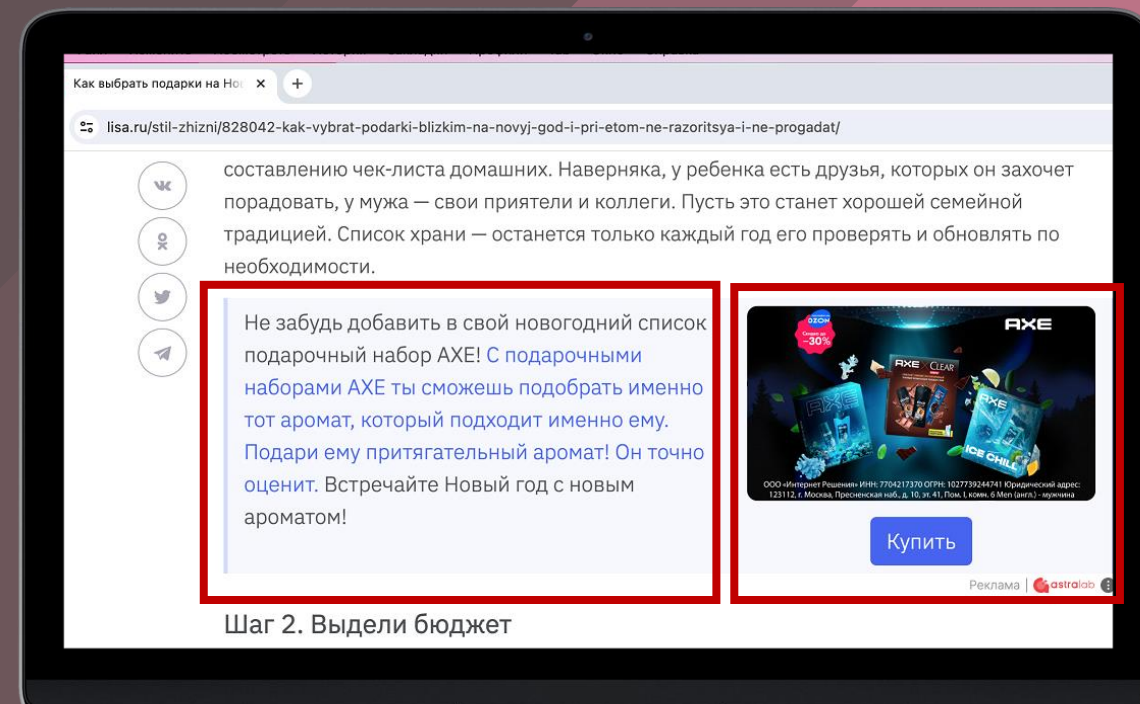 Как выбрать подарки на Но
lisa.ru/stil-zhizni/828042-kak-vybrat-podarki-blizkim-na-novyj-god-i-pri-etom-ne-razoritsya-i-ne-progadat/
составлению чек-листа домашних. Наверняка, у ребенка есть друзья, которых он захочет
порадовать, у мужа — свои приятели и коллеги. Пусть это станет хорошей семейной
традицией. Список храни — останется только каждый год его проверять и обновлять по
необходимости.
Не забудь добавить в свой новогодний список
подарочный набор AXE! С подарочными
наборами AXE ты сможешь подобрать именно
тот аромат, который подходит именно ему.
Подари ему притягательный аромат! Он точно
оценит. Встречайте Новый год с новым
ароматом!
OZON
Скидки до
-30%
AXE
AXE CLEAR
AXE
AXE
ICE CHILL
ООО «Интернет Решения» ИНН: 7704217370 ОГРН: 1027739244741 Юридический адрес:
123112, г. Москва, Пресненская наб., д. 10, эт. 41, Пом. I, комн. 6 Men (англ.) - мужчина
Купить
Реклама | astralab
Шаг 2. Выдели бюджет